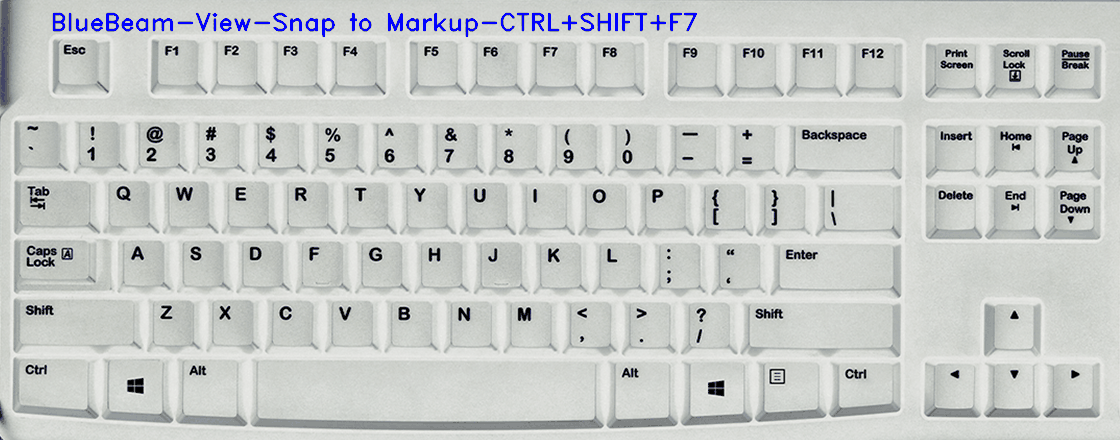 BlueBeam-View-Snap to Markup-CTRL+SHIFT+F7
Esc F1 F2 F3 F4 F5 F6 F7 F8 F9 F10 F11 F12 Print Screen Scroll Lock Pause Break
~ ` ! 1 @ 2 # 3 $ 4 % 5 ^ 6 & 7 * 8 ( 9 ) 0 — - + = Backspace Insert Home Page Up
Tab Q W E R T Y U I O P { [ } ] | \ Delete End Page Down
Caps Lock A A S D F G H J K L : ; “ ‘ Enter
Shift Z X C V B N M < , > . ? / Shift
Ctrl Alt Alt Ctrl